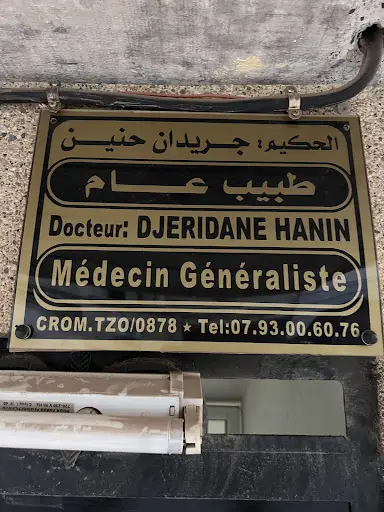 الحكيم: جريدان حنين
طبيب عام
Docteur: DJERIDANE HANIN
Médecin Généraliste
CROM.TZO/0878 ★ Tel:07.93.00.60.76